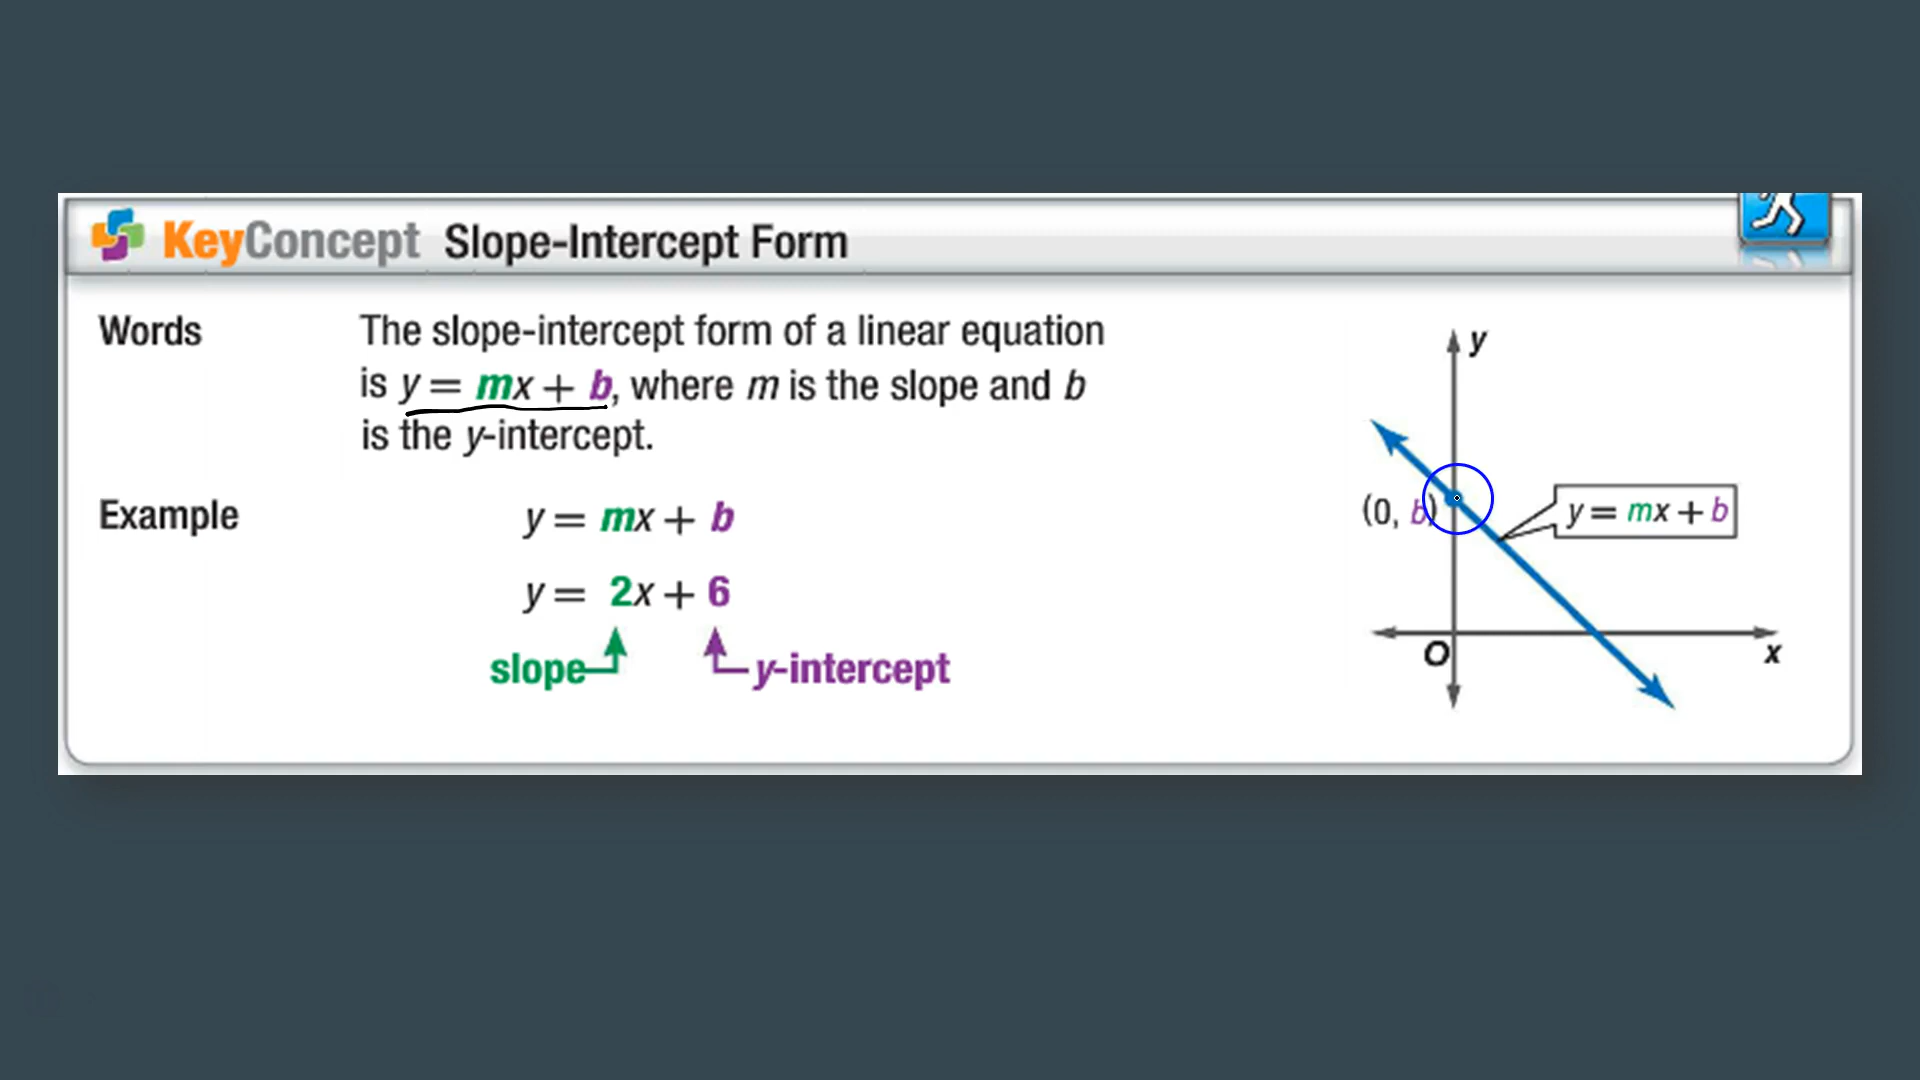 KeyConcept Slope-Intercept Form
Words
The slope-intercept form of a linear equation
is y = mx + b, where m is the slope and b
is the y-intercept.
Example
y = mx + b
y = 2x + 6
slope
y-intercept
y
(0, b)
y = mx + b
O
x